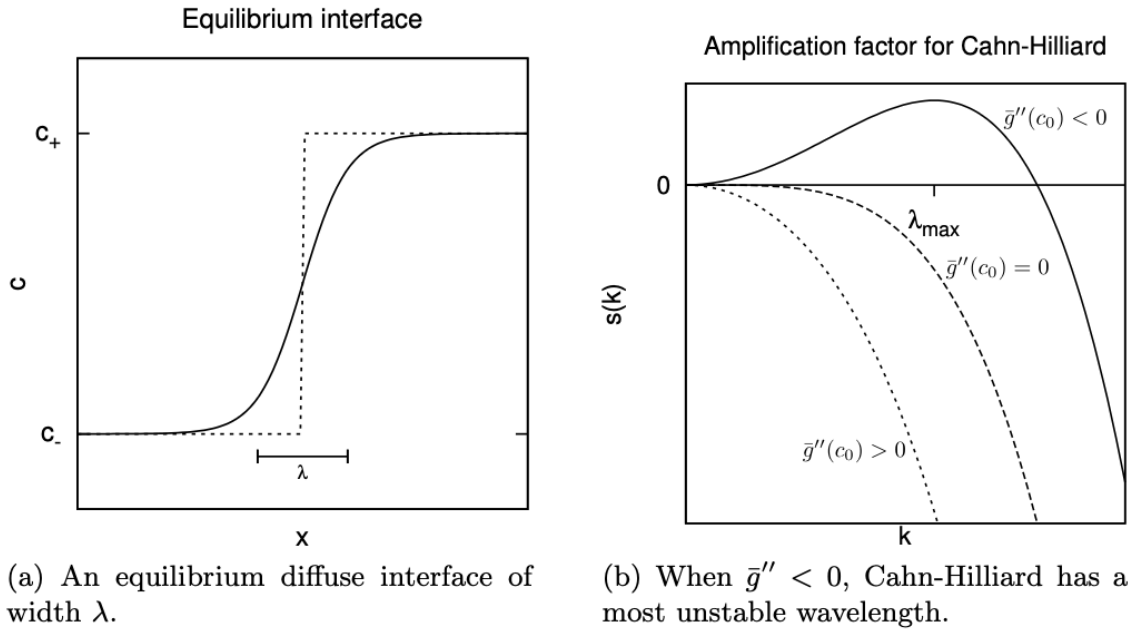 Equilibrium interface
c₊
c
c₋
λ
x
(a) An equilibrium diffuse interface of
width λ.
Amplification factor for Cahn-Hilliard
ḡ′′(c₀) < 0
0
λmax
ḡ′′(c₀) = 0
s(k)
ḡ′′(c₀) > 0
k
(b) When ḡ′′ < 0, Cahn-Hilliard has a
most unstable wavelength.